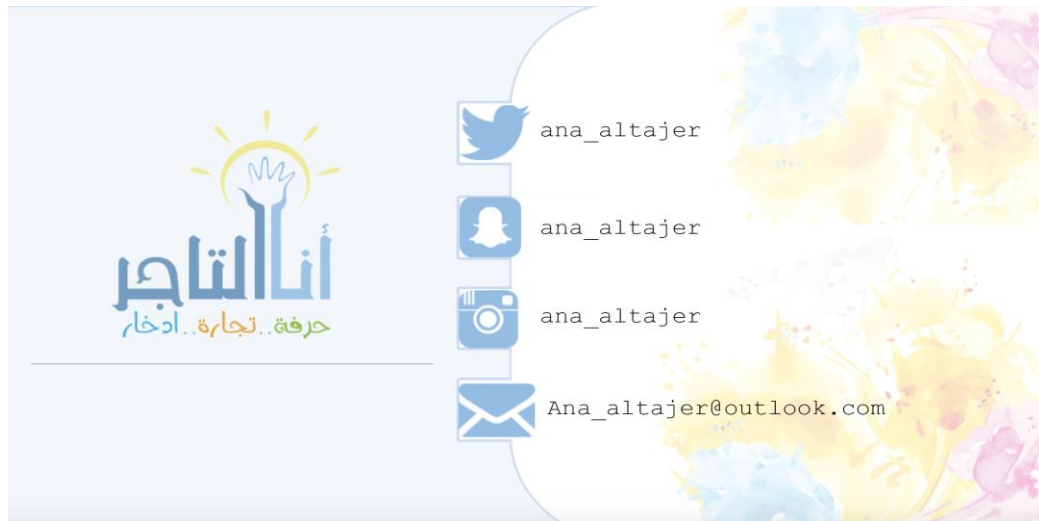 أنا التاجر
حرفة..تجارة..ادخار
ana_altajer
ana_altajer
ana_altajer
Ana_altajer@outlook.com